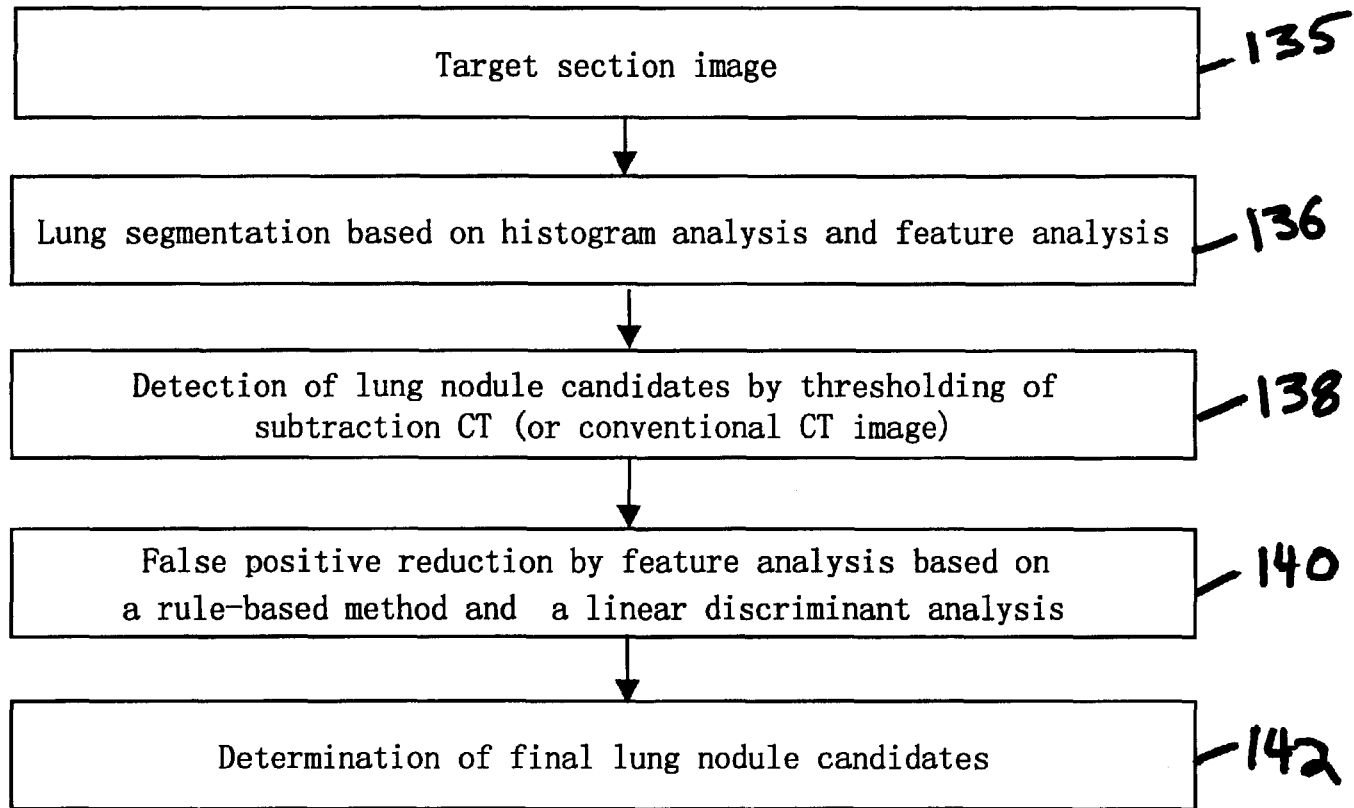 Target section image
135
Lung segmentation based on histogram analysis and feature analysis
136
Detection of lung nodule candidates by thresholding of
subtraction CT (or conventional CT image)
138
False positive reduction by feature analysis based on
a rule-based method and a linear discriminant analysis
140
Determination of final lung nodule candidates
142